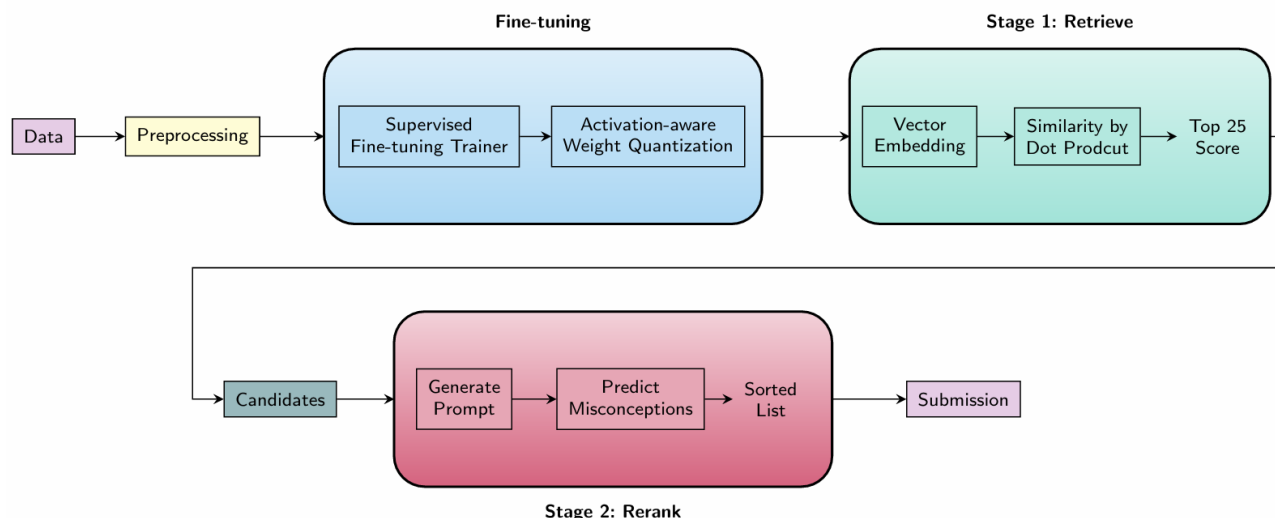 Fine-tuning
Stage 1: Retrieve
Data
Preprocessing
Supervised
Fine-tuning Trainer
Activation-aware
Weight Quantization
Vector
Embedding
Similarity by
Dot Prodcut
Top 25
Score
Candidates
Generate
Prompt
Predict
Misconceptions
Sorted
List
Submission
Stage 2: Rerank